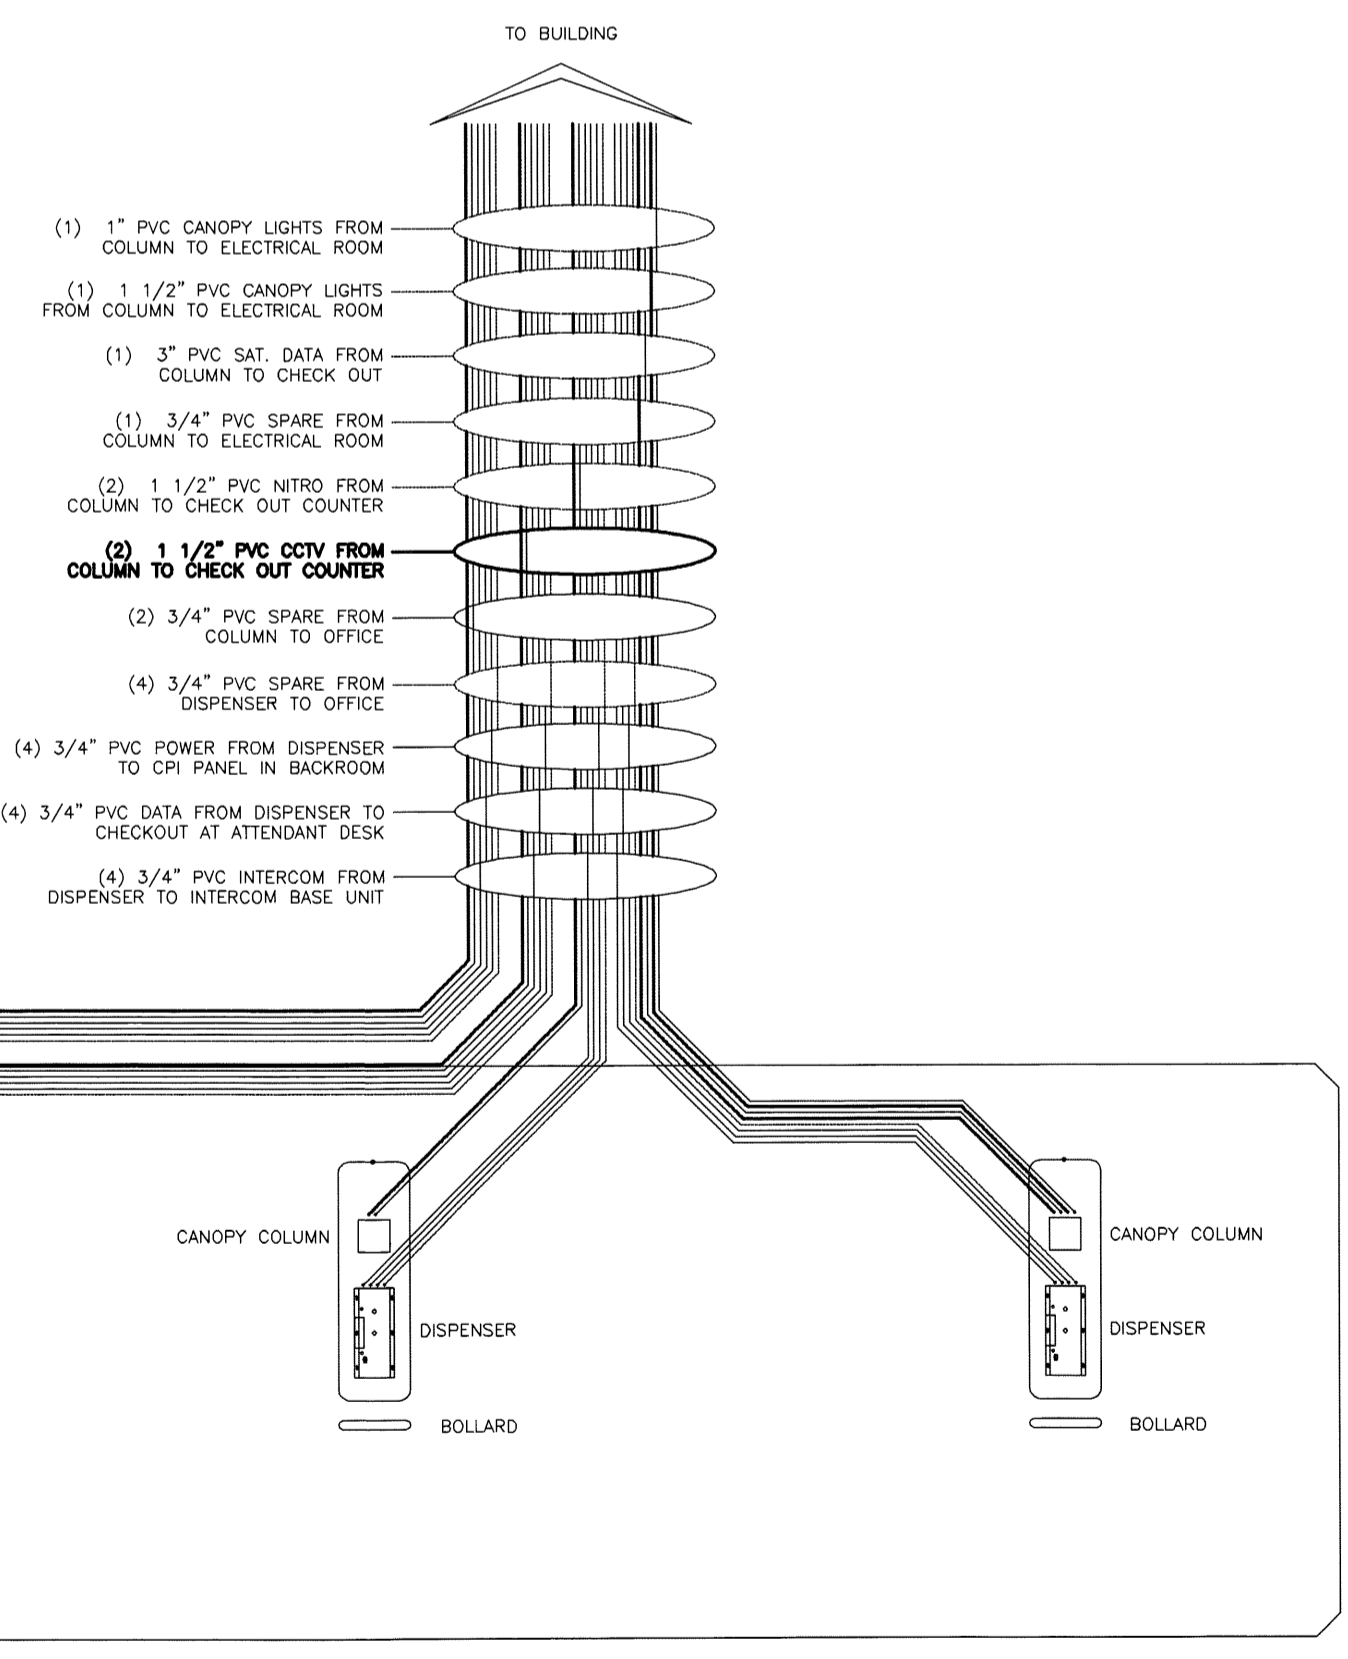 TO BUILDING
(1) 1" PVC CANOPY LIGHTS FROM
COLUMN TO ELECTRICAL ROOM
(1) 1 1/2" PVC CANOPY LIGHTS
FROM COLUMN TO ELECTRICAL ROOM
(1) 3" PVC SAT. DATA FROM
COLUMN TO CHECK OUT
(1) 3/4" PVC SPARE FROM
COLUMN TO ELECTRICAL ROOM
(2) 1 1/2" PVC NITRO FROM
COLUMN TO CHECK OUT COUNTER
(2) 1 1/2" PVC CCTV FROM
COLUMN TO CHECK OUT COUNTER
(2) 3/4" PVC SPARE FROM
COLUMN TO OFFICE
(4) 3/4" PVC SPARE FROM
DISPENSER TO OFFICE
(4) 3/4" PVC POWER FROM DISPENSER
TO CPI PANEL IN BACKROOM
(4) 3/4" PVC DATA FROM DISPENSER TO
CHECKOUT AT ATTENDANT DESK
(4) 3/4" PVC INTERCOM FROM
DISPENSER TO INTERCOM BASE UNIT
CANOPY COLUMN
CANOPY COLUMN
DISPENSER
DISPENSER
BOLLARD
BOLLARD